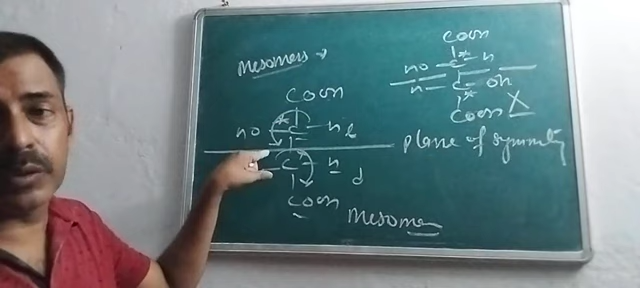 Mesomers →
COOH
HO - C* - H l
- C* - H d
COOH
Mesomer
COOH
HO - C* - H
H - C* - OH
COOH
plane of symmetry